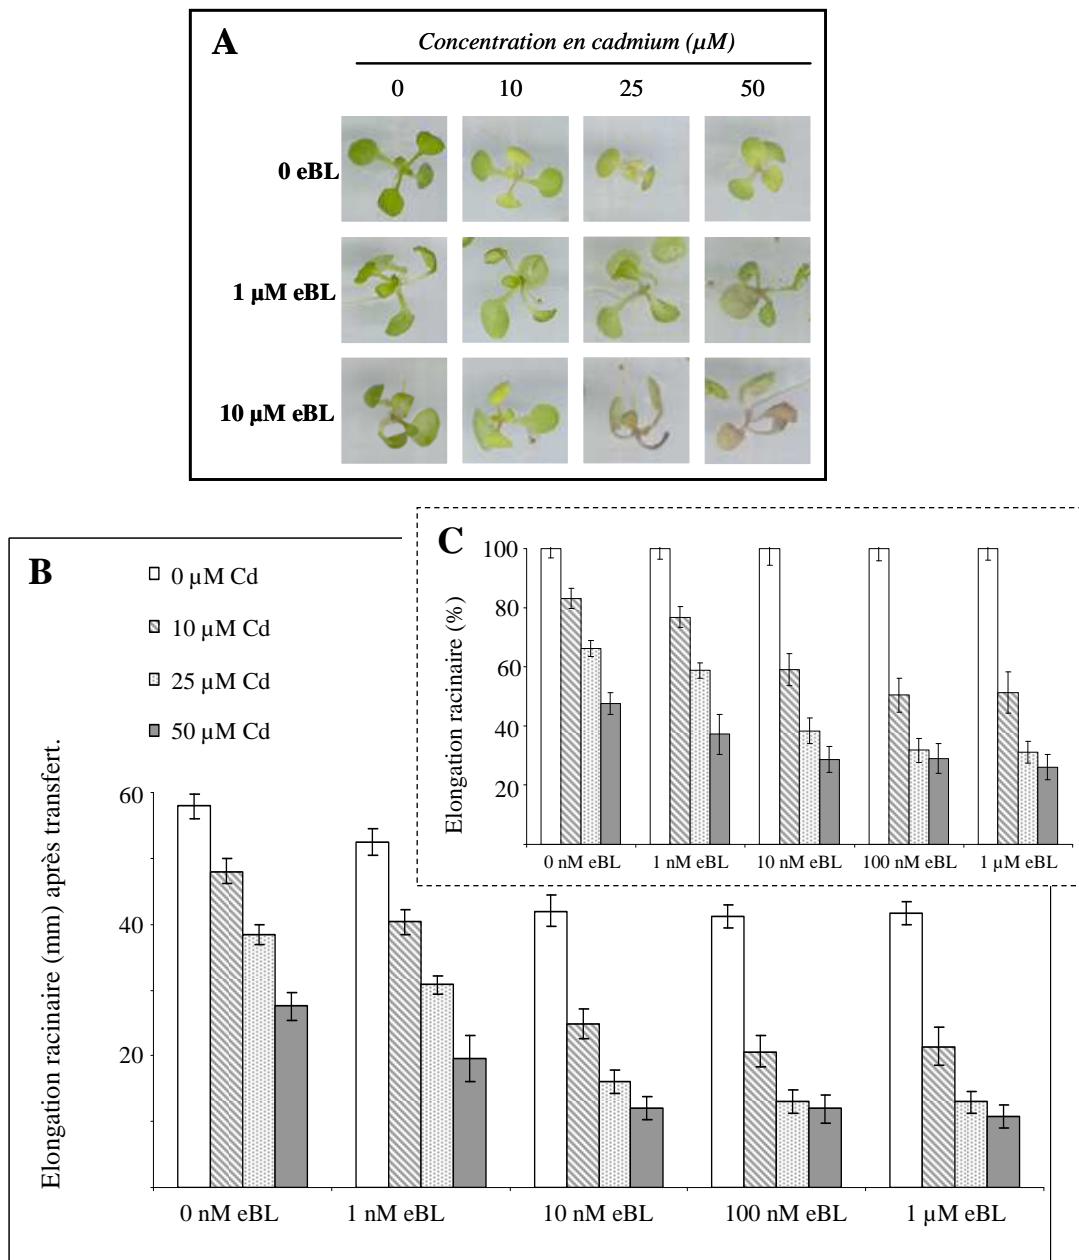 A
Concentration en cadmium (µM)
0 10 25 50
0 eBL
1 µM eBL
10 µM eBL
B
0 µM Cd
10 µM Cd
25 µM Cd
50 µM Cd
Elongation racinaire (mm) après transfert.
60
40
20
0 nM eBL 1 nM eBL 10 nM eBL 100 nM eBL 1 µM eBL
C
Elongation racinaire (%)
100
80
60
40
20
0 nM eBL 1 nM eBL 10 nM eBL 100 nM eBL 1 µM eBL